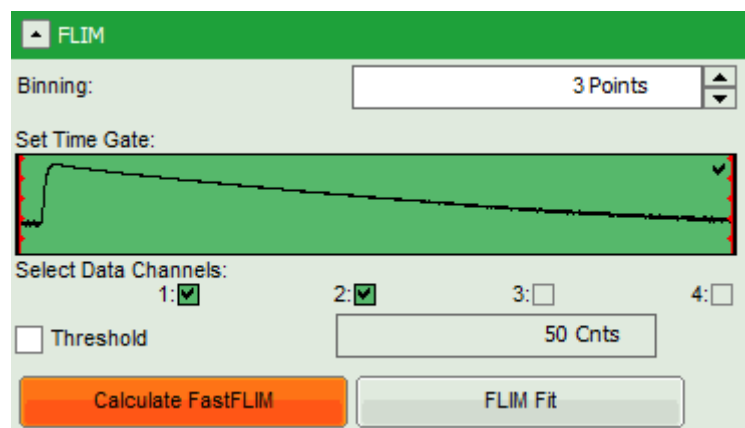 FLIM
Binning: 3 Points
Set Time Gate:
Select Data Channels:
1: 2: 3: 4:
Threshold 50 Cnts
Calculate FastFLIM FLIM Fit